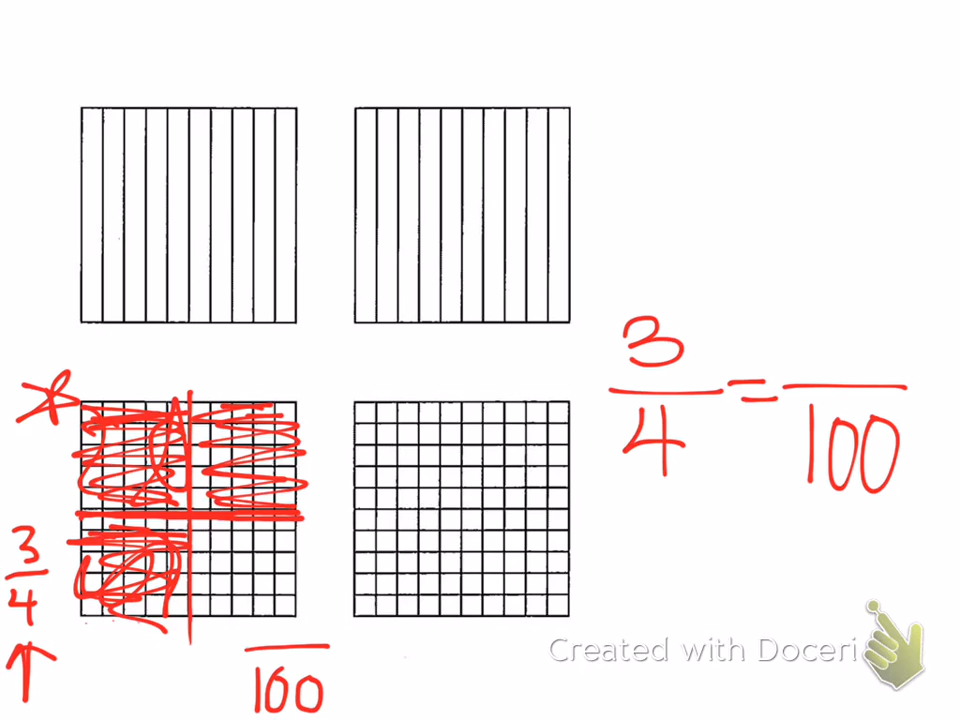 3/4 = /100
3/4
/100
Created with Doceri